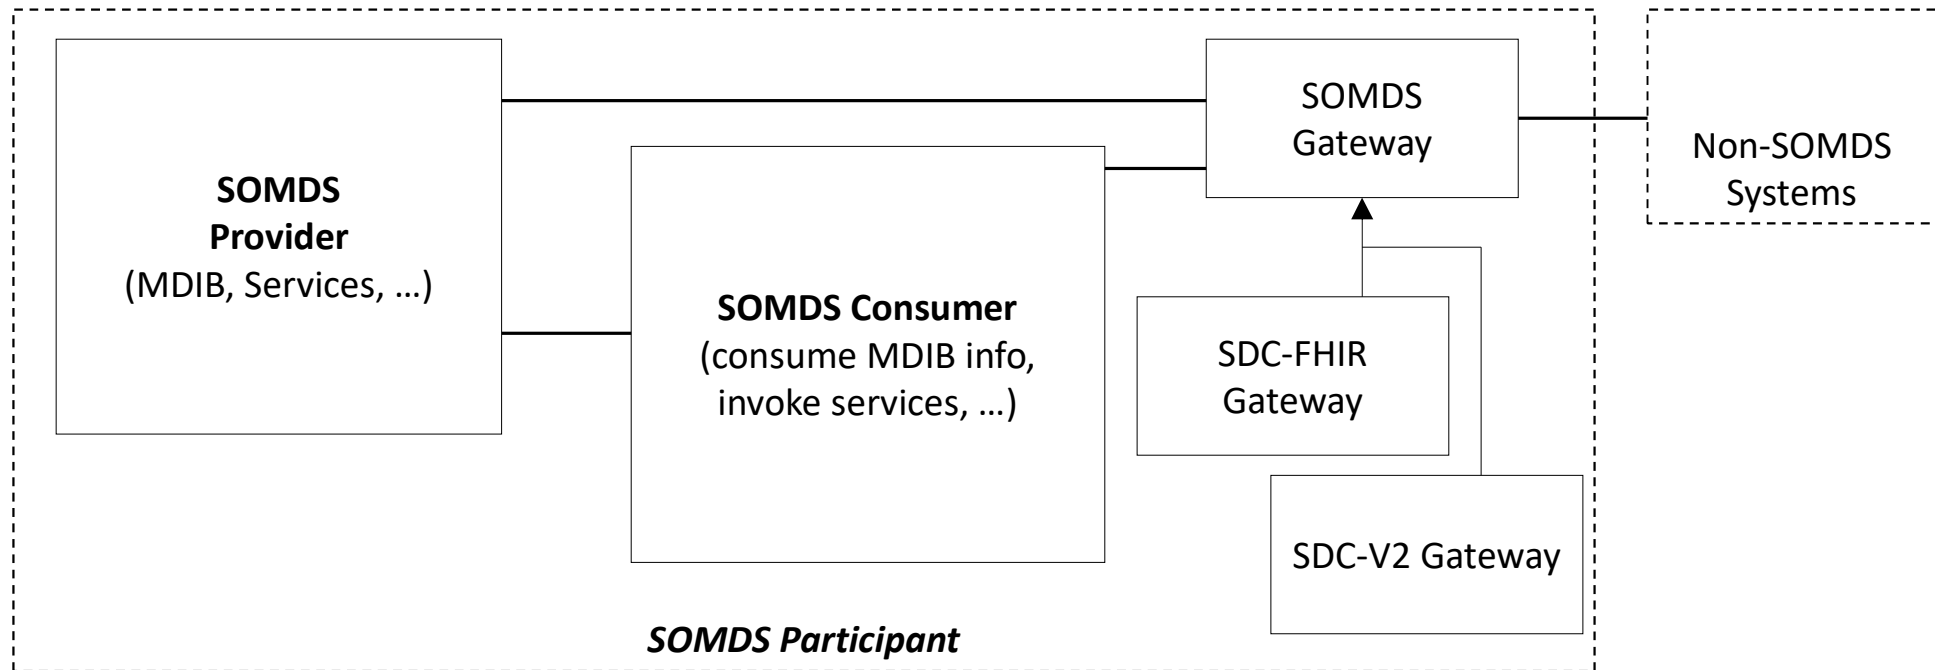 SOMDS
Provider
(MDIB, Services, …)
SOMDS Consumer
(consume MDIB info,
invoke services, …)
SOMDS
Gateway
Non-SOMDS
Systems
SDC-FHIR
Gateway
SDC-V2 Gateway
SOMDS Participant